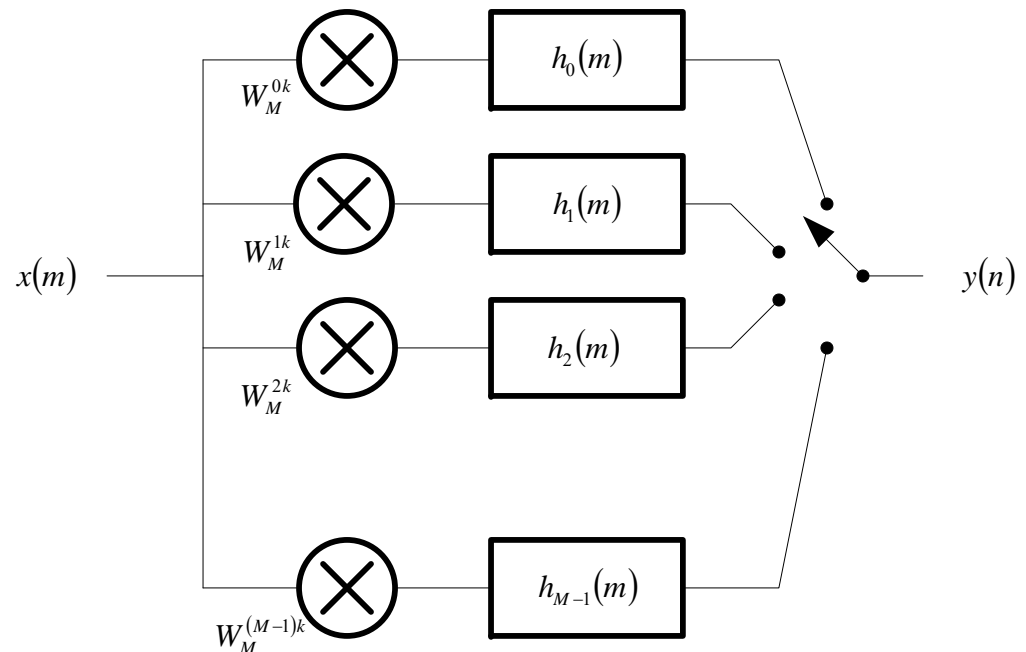 W_M^{0k}
h_0(m)
W_M^{1k}
h_1(m)
x(m)
y(n)
W_M^{2k}
h_2(m)
W_M^{(M-1)k}
h_{M-1}(m)